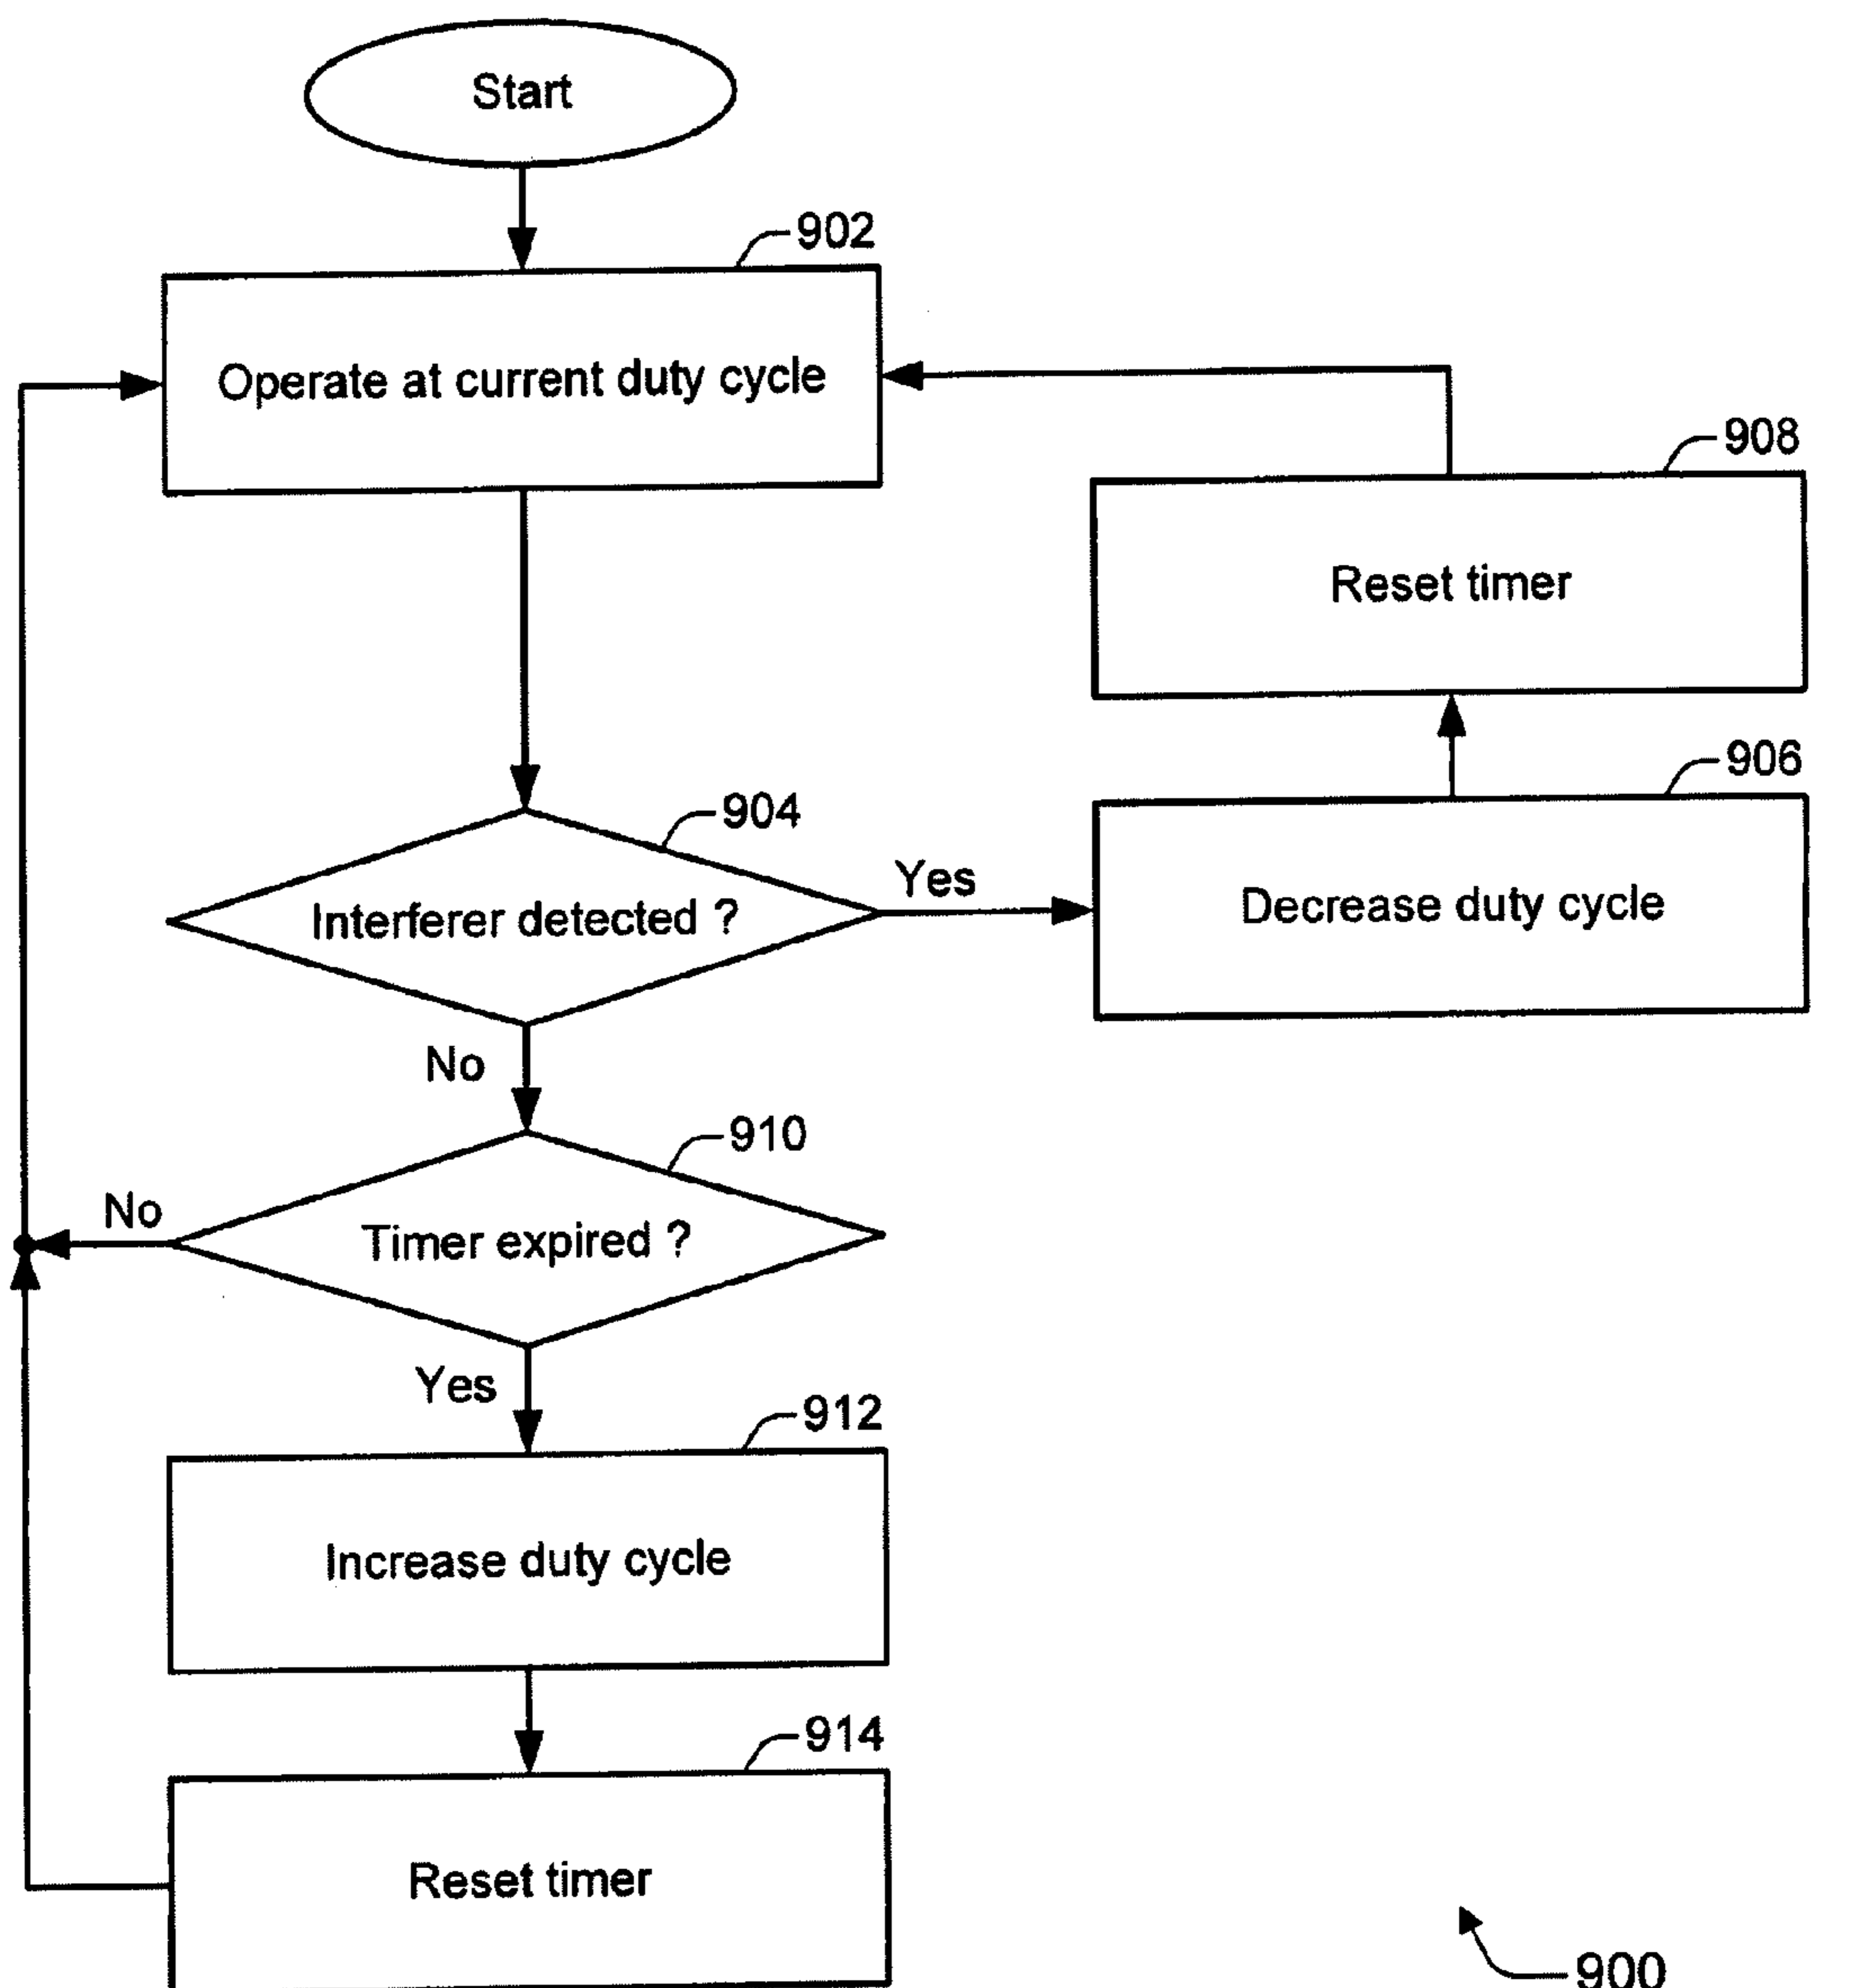 Start
902
Operate at current duty cycle
908
Reset timer
906
904
Yes
Interferer detected ?
Decrease duty cycle
No
910
No
Timer expired ?
Yes
912
Increase duty cycle
914
Reset timer
900